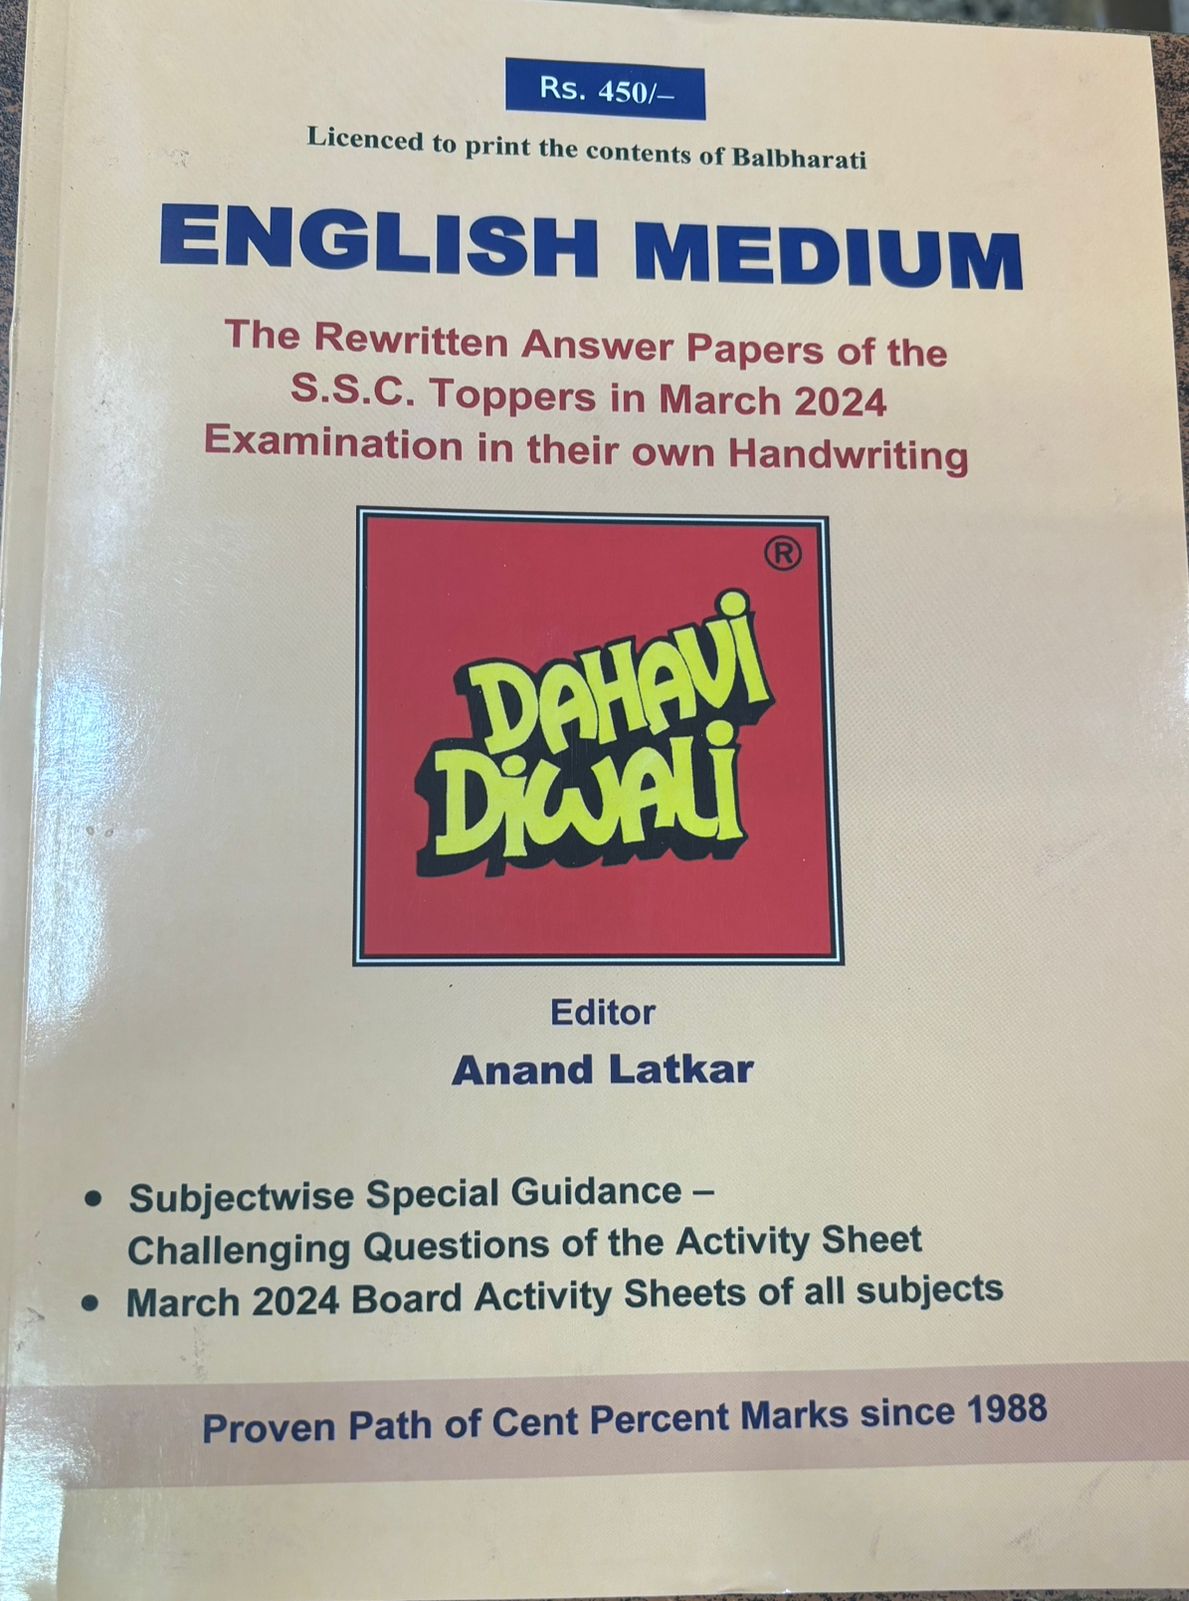 Rs. 450/–
Licenced to print the contents of Balbharati
ENGLISH MEDIUM
The Rewritten Answer Papers of the
S.S.C. Toppers in March 2024
Examination in their own Handwriting
®
DAHAVi
DiWALi
Editor
Anand Latkar
• Subjectwise Special Guidance –
Challenging Questions of the Activity Sheet
• March 2024 Board Activity Sheets of all subjects
Proven Path of Cent Percent Marks since 1988